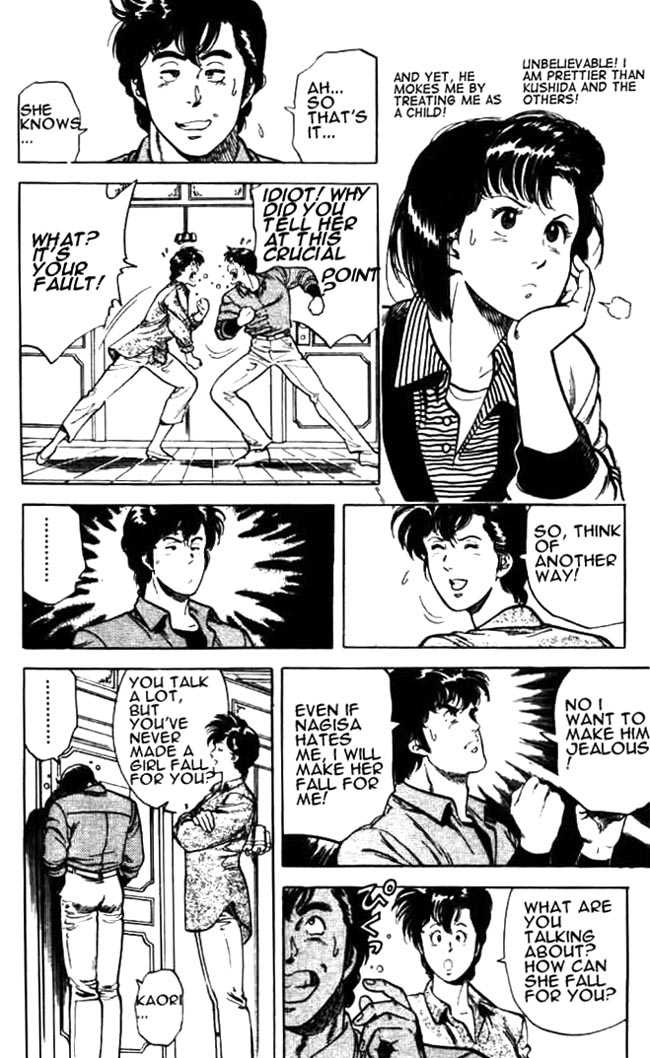 UNBELIEVABLE! I
AM PRETTIER THAN
KUSHIDA AND THE
OTHERS!
AND YET, HE
MOKES ME BY
TREATING ME AS
A CHILD!
AH...
SO
THAT'S
IT...
SHE
KNOWS
...
IDIOT! WHY
DID YOU
TELL HER
AT THIS
CRUCIAL
POINT
?
WHAT?
IT'S
YOUR
FAULT!
SO, THINK
OF
ANOTHER
WAY!
.........
NO I
WANT TO
MAKE HIM
JEALOUS
!
EVEN IF
NAGISA
HATES
ME, I WILL
MAKE HER
FALL FOR
ME!
WHAT ARE
YOU
TALKING
ABOUT?
HOW CAN
SHE FALL
FOR YOU?
ぴくっ
YOU TALK
A LOT,
BUT
YOU'VE
NEVER
MADE A
GIRL FALL
FOR YOU?
.........
KAORI
...